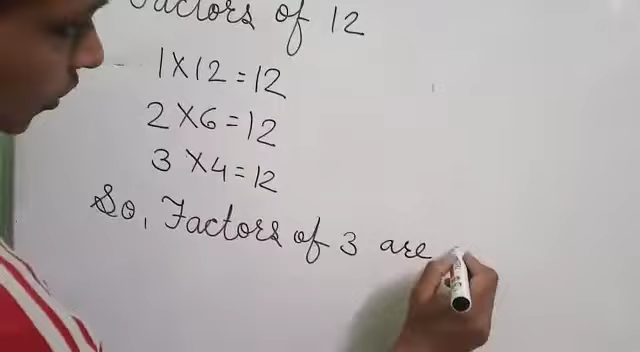 Factors of 12
1×12=12
2×6=12
3×4=12
So, Factors of 3 are